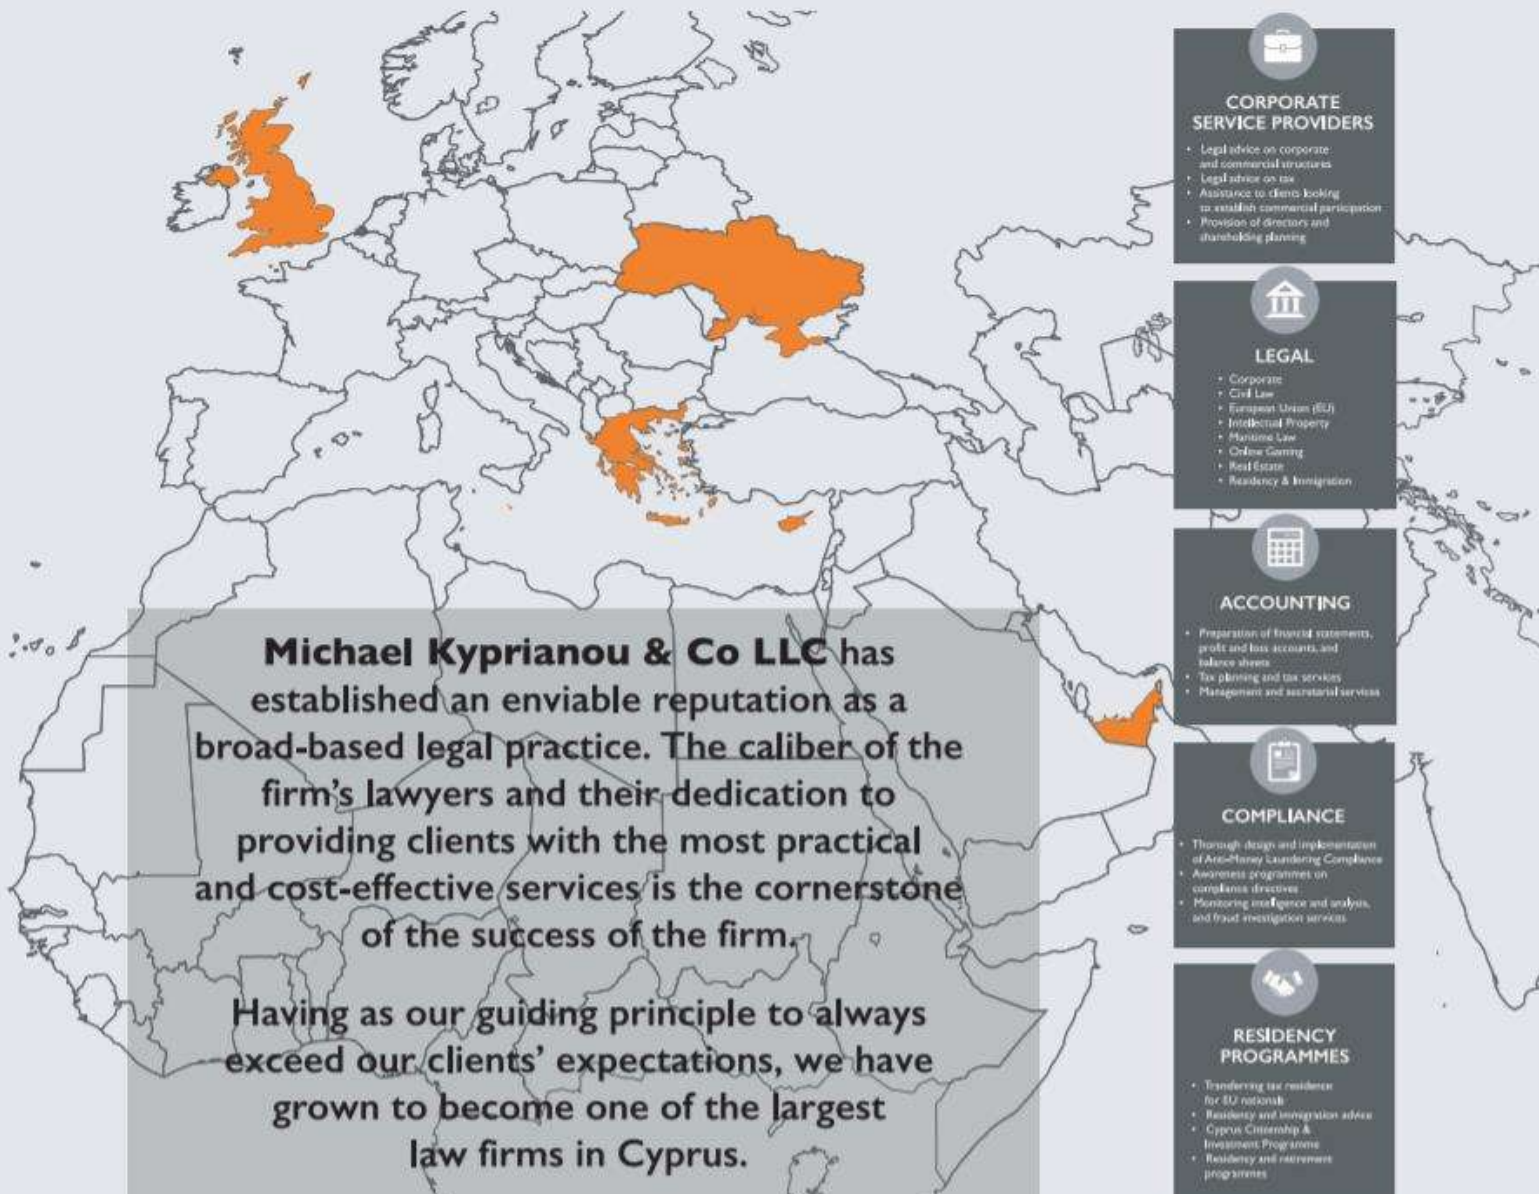 Michael Kyprianou & Co LLC has
established an enviable reputation as a
broad-based legal practice. The caliber of the
firm's lawyers and their dedication to
providing clients with the most practical
and cost-effective services is the cornerstone
of the success of the firm.
Having as our guiding principle to always
exceed our clients' expectations, we have
grown to become one of the largest
law firms in Cyprus.
CORPORATE
SERVICE PROVIDERS
• Legal advice on corporate
and commercial structures
• Legal advice on tax
• Assistance to clients looking
to establish commercial participation
• Provision of directors and
shareholding planning
LEGAL
• Corporate
• Civil Law
• European Union (EU)
• Intellectual Property
• Maritime Law
• Online Gaming
• Real Estate
• Residency & Immigration
ACCOUNTING
• Preparation of financial statements,
profit and loss accounts, and
balance sheets
• Tax planning and tax services
• Management and secretarial services
COMPLIANCE
• Thorough design and implementation
of Anti-Money Laundering Compliance
• Awareness programmes on
compliance directives
• Monitoring intelligence and analysis,
and fraud investigation services
RESIDENCY
PROGRAMMES
• Transferring tax residence
for EU nationals
• Residency and immigration advice
• Cyprus Citizenship &
Investment Programme
• Residency and retirement
programmes